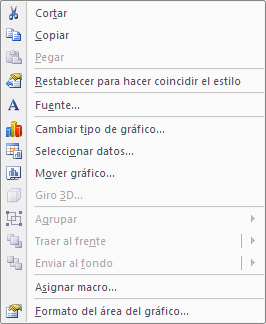 Cortar
Copiar
Pegar
Restablecer para hacer coincidir el estilo
Fuente...
Cambiar tipo de gráfico...
Seleccionar datos...
Mover gráfico...
Giro 3D...
Agrupar
Traer al frente
Enviar al fondo
Asignar macro...
Formato del área del gráfico...